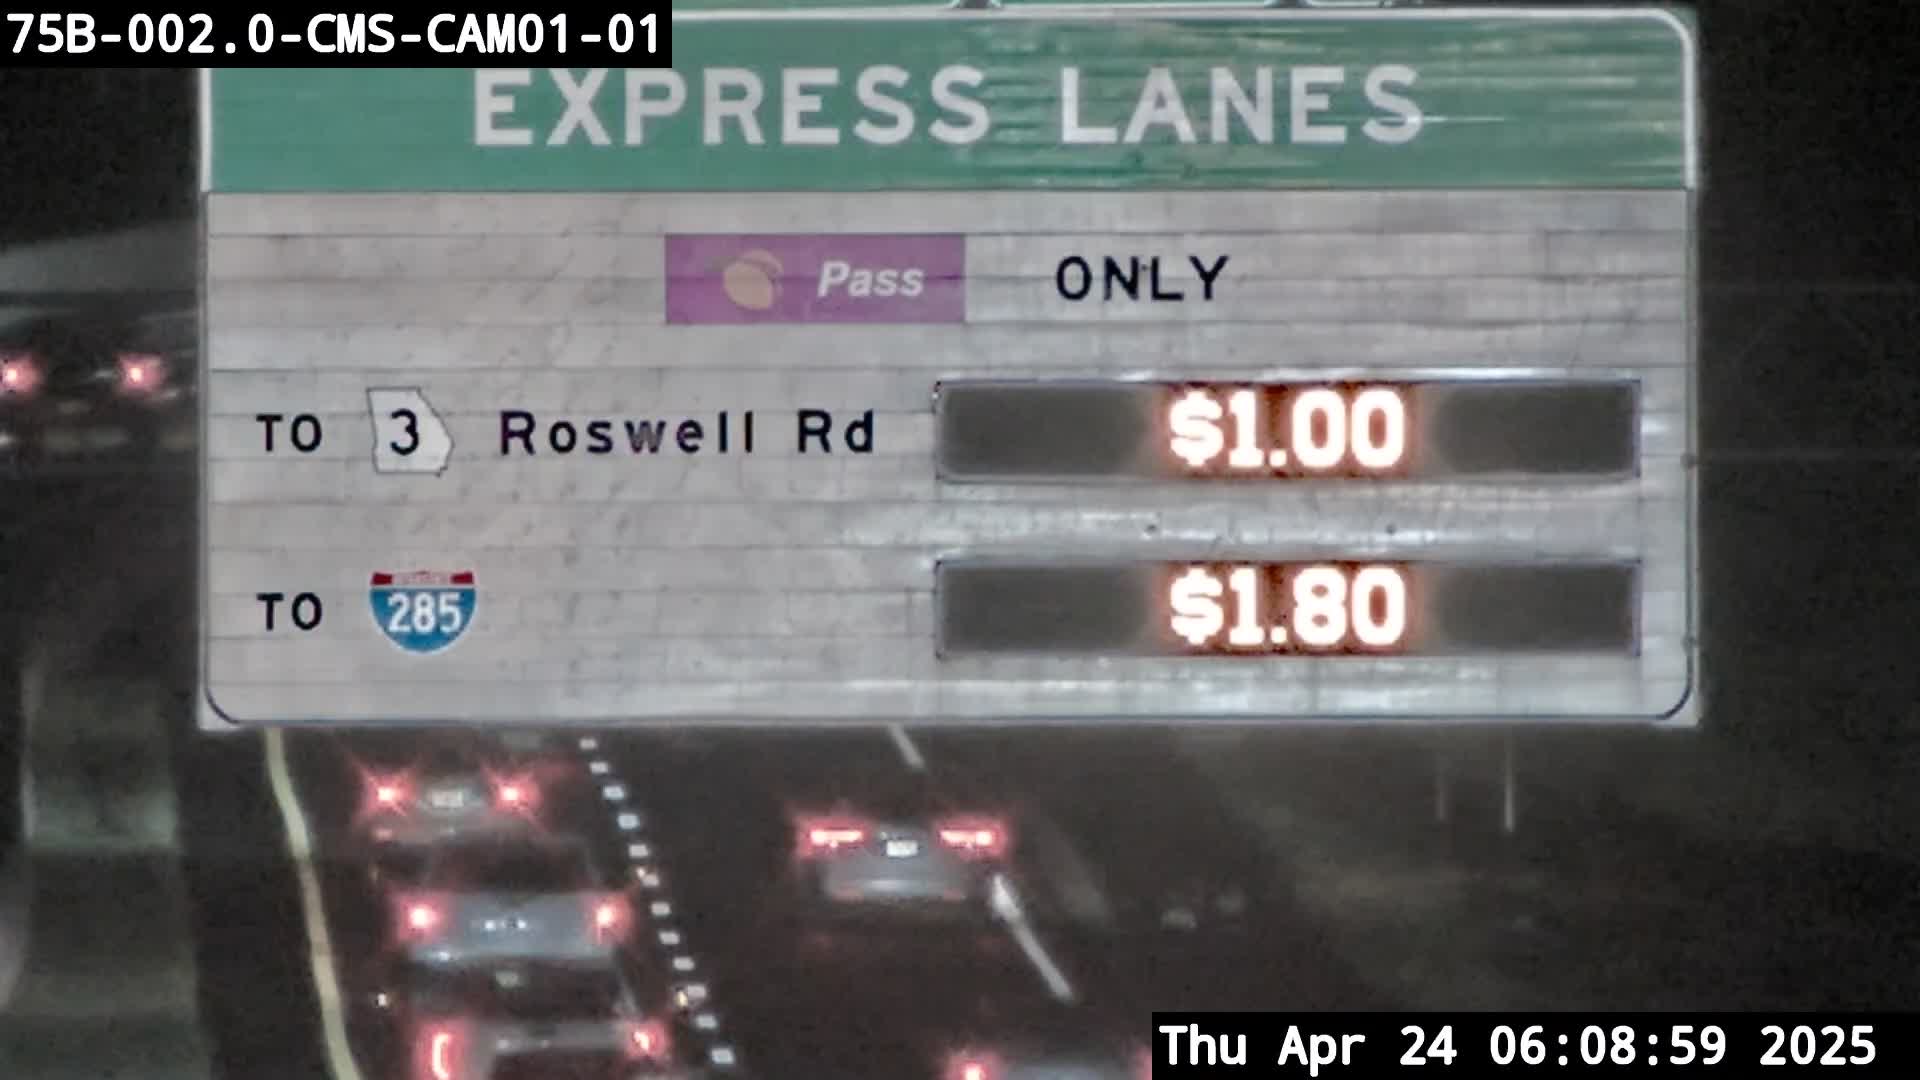 75B-002.0-CMS-CAM01-01
EXPRESS LANES
Pass ONLY
TO 3 Roswell Rd $1.00
TO 285 $1.80
Thu Apr 24 06:08:59 2025